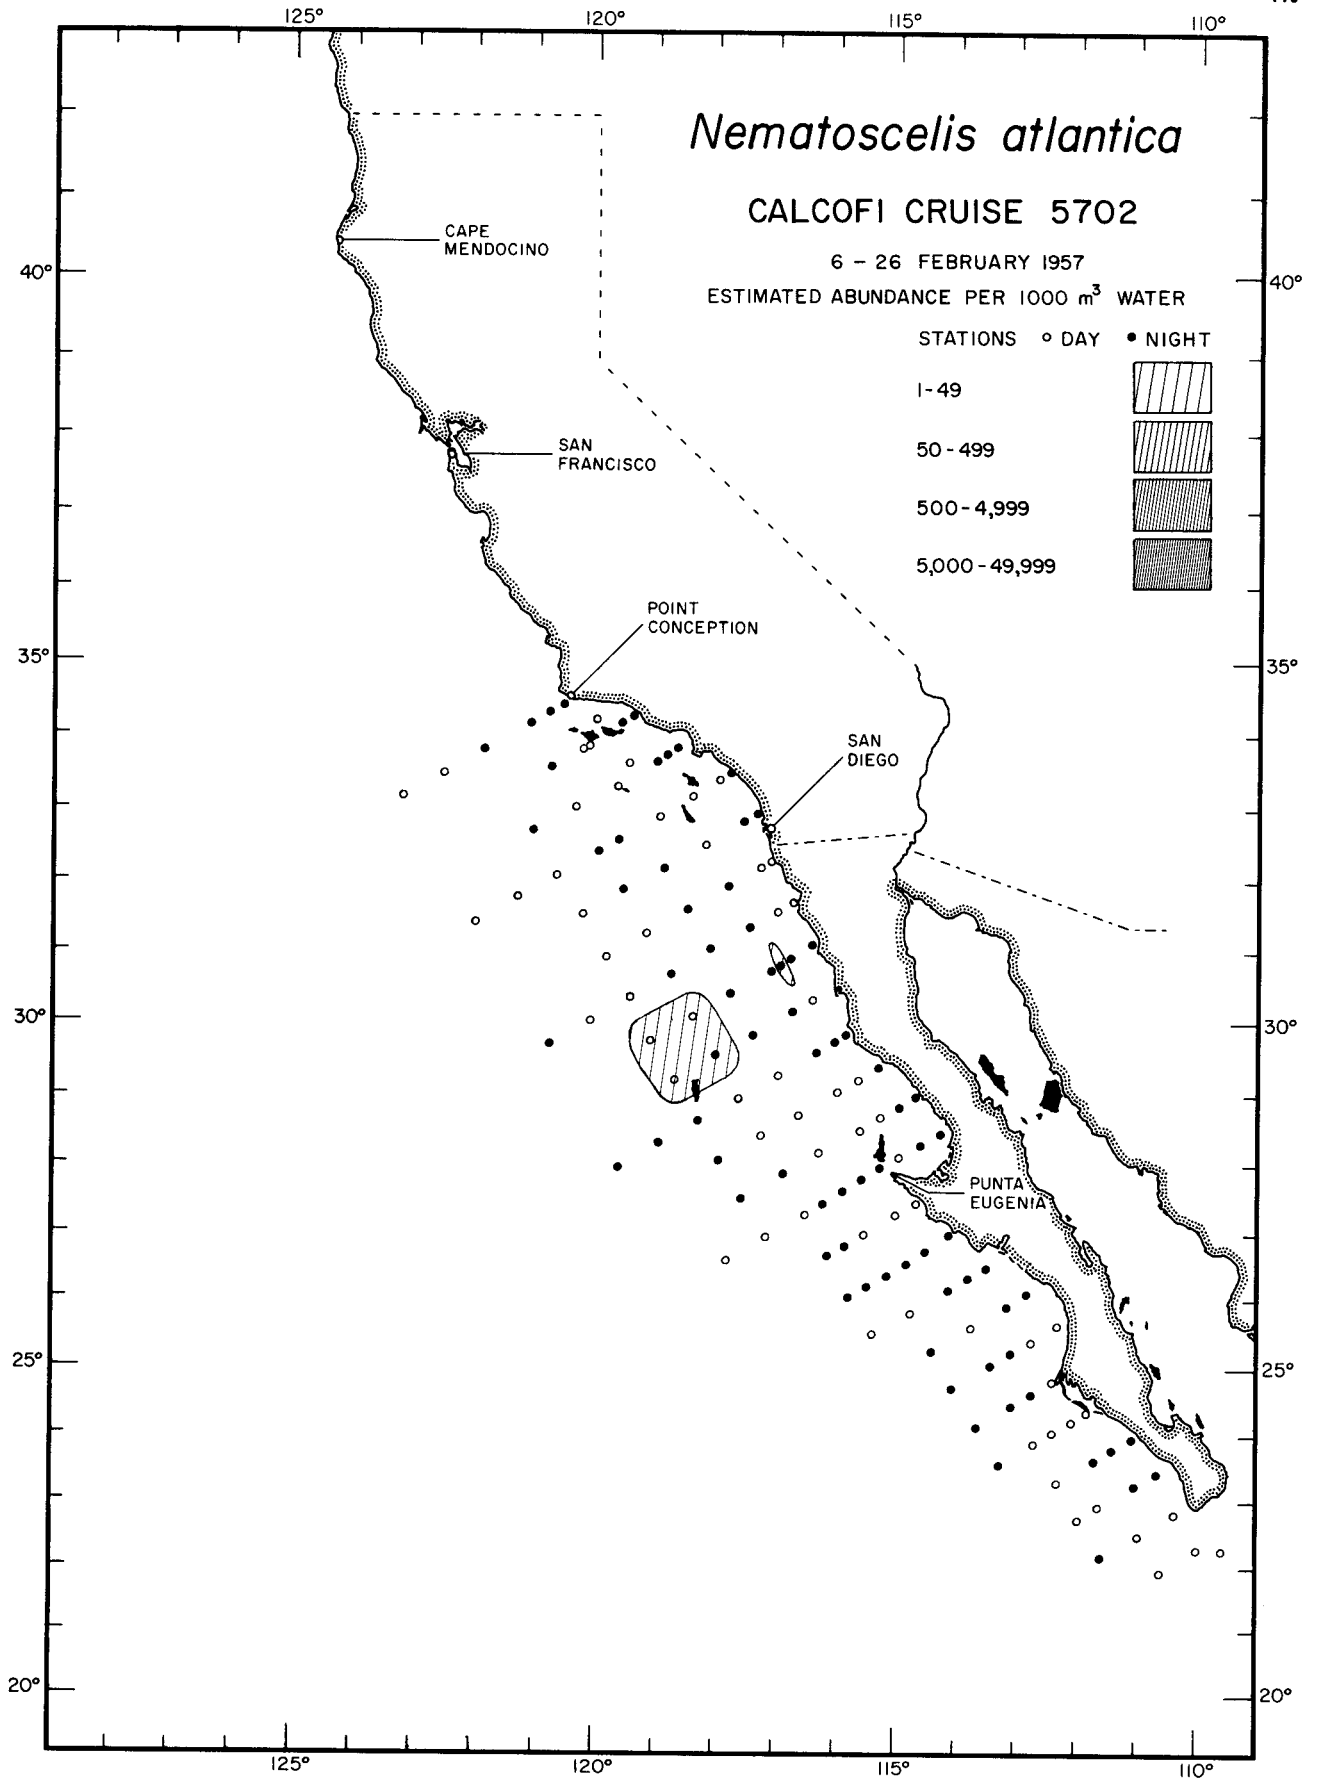 125° 120° 115° 110°
Nematoscelis atlantica
CALCOFI CRUISE 5702
6 - 26 FEBRUARY 1957
ESTIMATED ABUNDANCE PER 1000 m³ WATER
STATIONS ○ DAY ● NIGHT
1-49
50-499
500-4,999
5,000-49,999
CAPE
MENDOCINO
40° 40°
SAN
FRANCISCO
POINT
CONCEPTION
35° 35°
SAN
DIEGO
30° 30°
PUNTA
EUGENIA
25° 25°
20° 20°
125° 120° 115° 110°